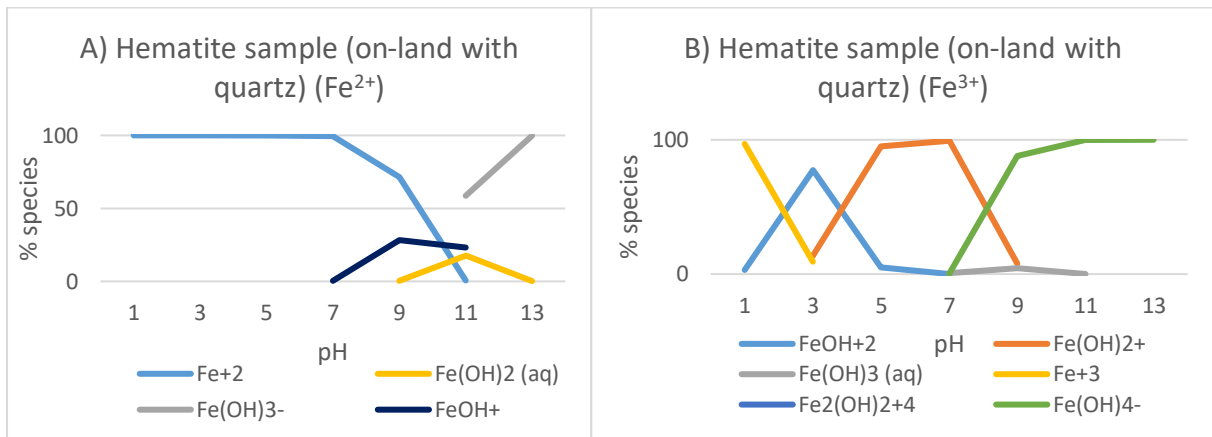 A) Hematite sample (on-land with
quartz) (Fe²⁺)
% species
100
50
0
1 3 5 7 9 11 13
pH
Fe+2
Fe(OH)2 (aq)
Fe(OH)3-
FeOH+
B) Hematite sample (on-land with
quartz) (Fe³⁺)
% species
100
0
1 3 5 7 9 11 13
pH
FeOH+2
Fe(OH)2+
Fe(OH)3 (aq)
Fe+3
Fe2(OH)2+4
Fe(OH)4-